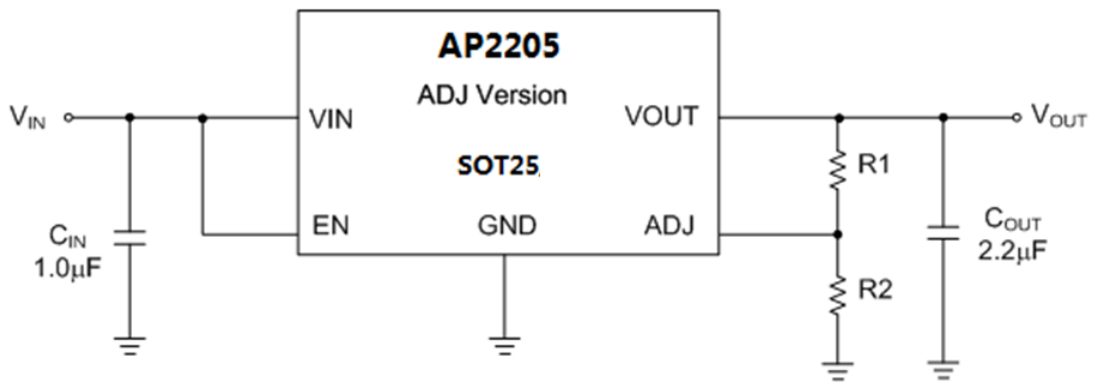 AP2205
ADJ Version
SOT25
VIN
VIN
VOUT
VOUT
R1
EN
GND
ADJ
CIN
1.0μF
COUT
2.2μF
R2